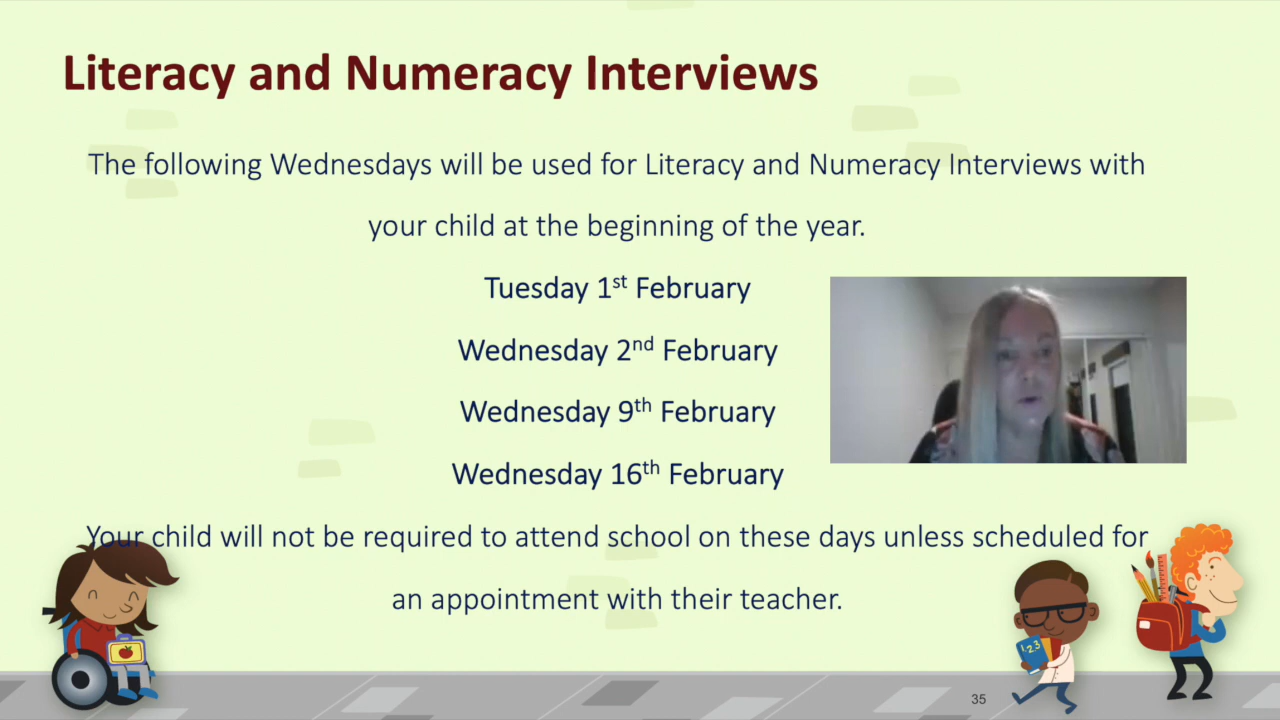 Literacy and Numeracy Interviews
The following Wednesdays will be used for Literacy and Numeracy Interviews with
your child at the beginning of the year.
Tuesday 1st February
Wednesday 2nd February
Wednesday 9th February
Wednesday 16th February
Your child will not be required to attend school on these days unless scheduled for
an appointment with their teacher.
1,2,3
35